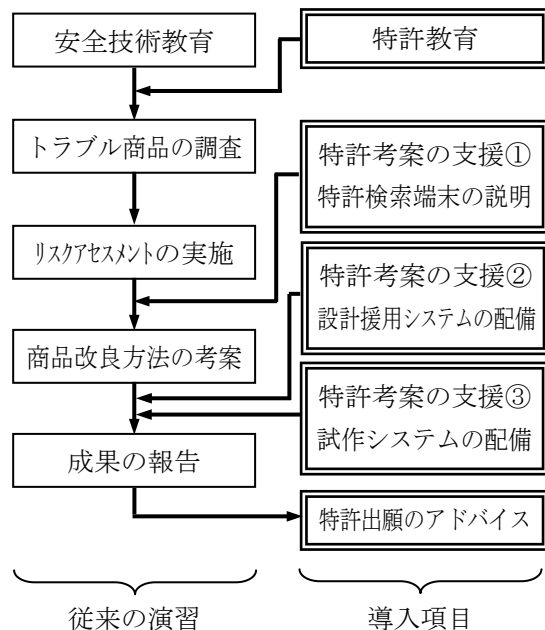 安全技術教育
特許教育
トラブル商品の調査
特許考案の支援①
特許検索端末の説明
リスクアセスメントの実施
特許考案の支援②
設計援用システムの配備
商品改良方法の考案
特許考案の支援③
試作システムの配備
成果の報告
特許出願のアドバイス
従来の演習
導入項目